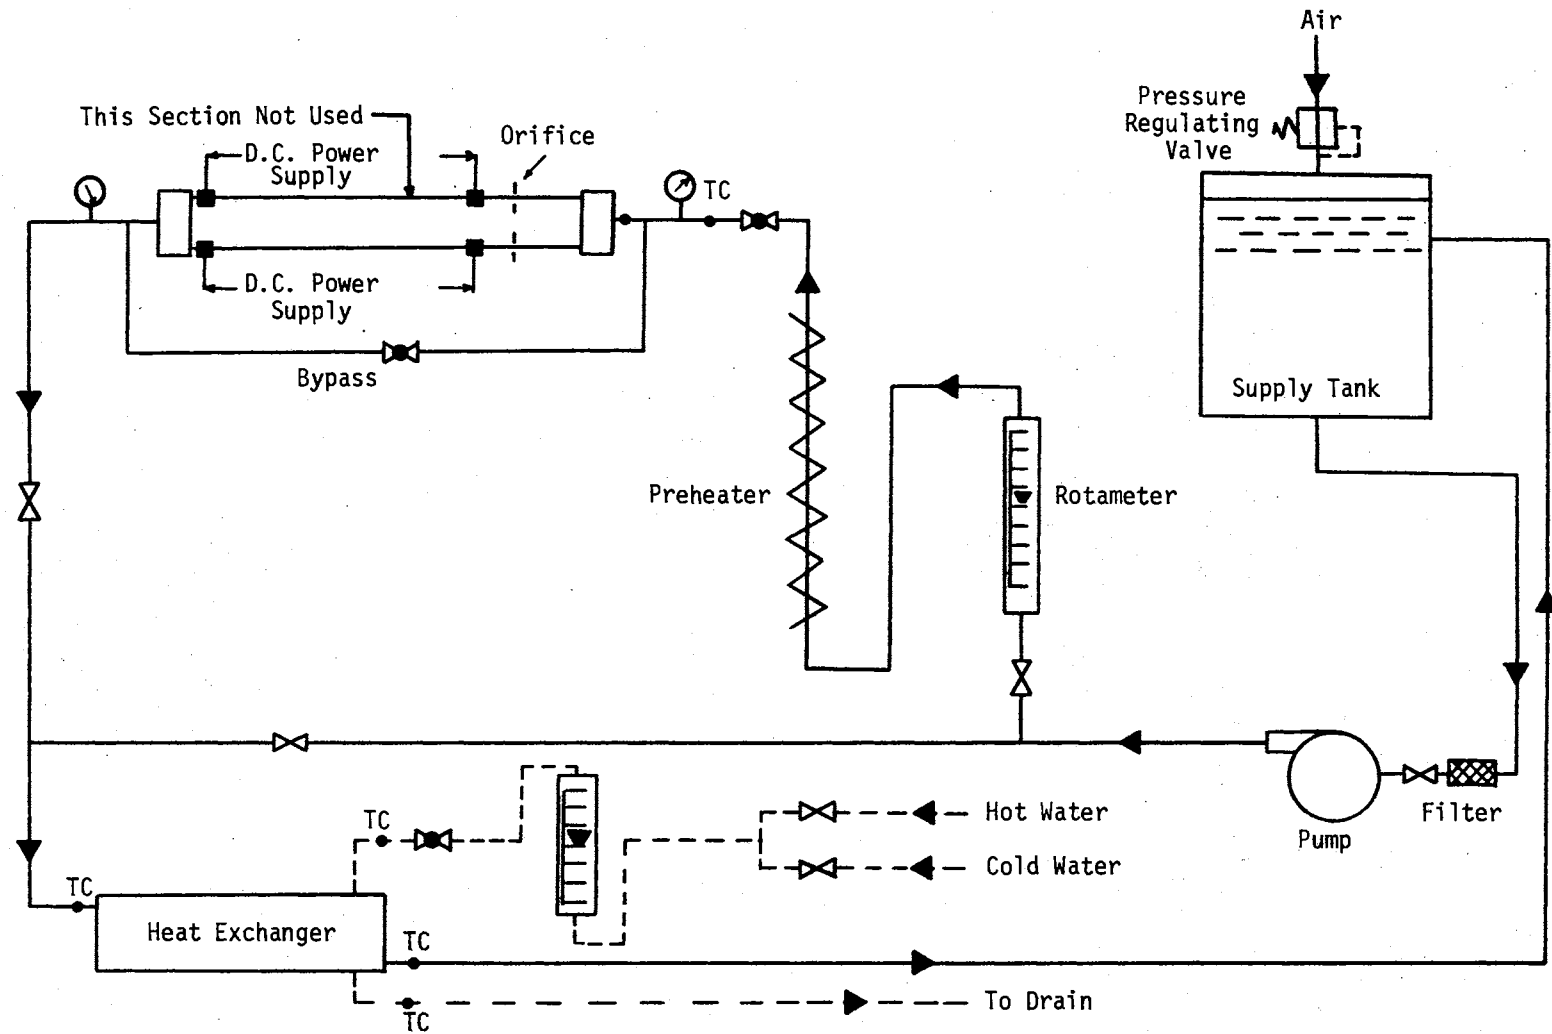 Air
Pressure
Regulating
Valve
This Section Not Used
Orifice
D.C. Power
Supply
TC
D.C. Power
Supply
Bypass
Supply Tank
Preheater
Rotameter
Filter
Pump
Hot Water
TC
Cold Water
TC
Heat Exchanger
TC
To Drain
TC